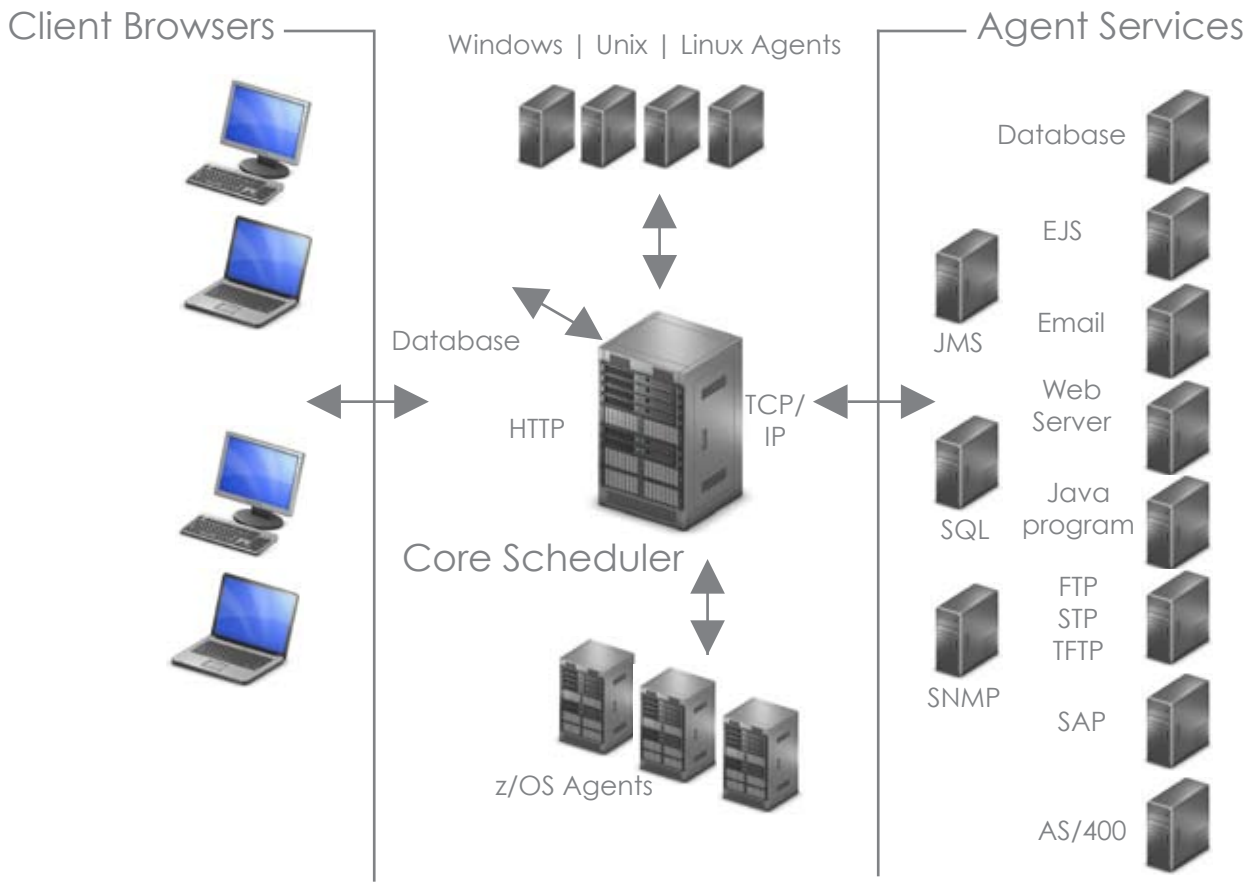 Client Browsers
Windows | Unix | Linux Agents
Agent Services
Database
HTTP
TCP/
IP
Core Scheduler
z/OS Agents
JMS
SQL
SNMP
Database
EJS
Email
Web
Server
Java
program
FTP
STP
TFTP
SAP
AS/400